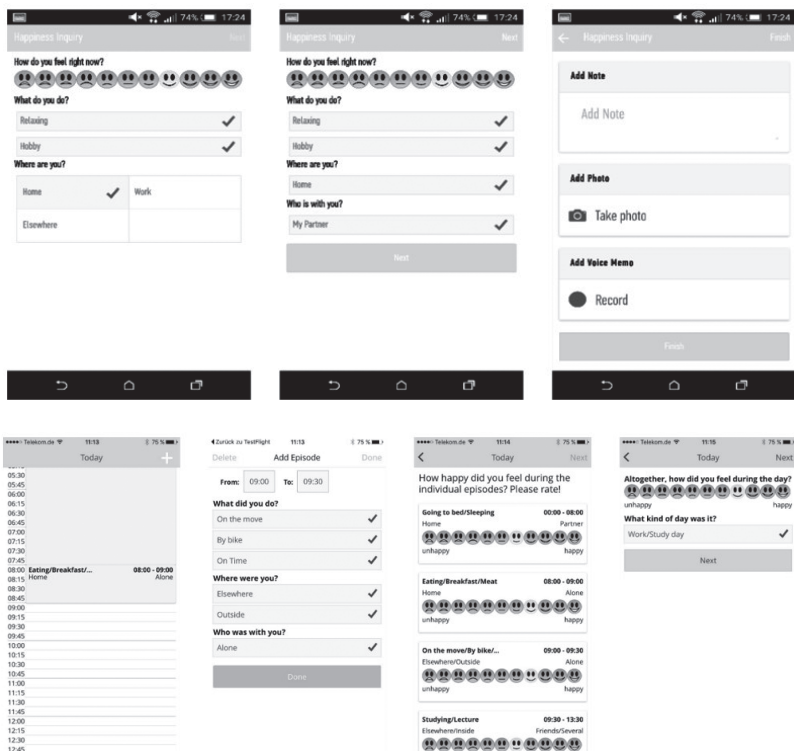 74% 17:24
Happiness Inquiry Next
How do you feel right now?
What do you do?
Relaxing
Hobby
Where are you?
Home Work
Elsewhere
74% 17:24
Happiness Inquiry Next
How do you feel right now?
What do you do?
Relaxing
Hobby
Where are you?
Home
Who is with you?
My Partner
Next
74% 17:24
Happiness Inquiry Finish
Add Note
Add Note
Add Photo
Take photo
Add Voice Memo
Record
Finish
Telekom.de 11:13 75 %
Today
05:30
05:45
06:00
06:15
06:30
06:45
07:00
07:15
07:30
07:45
08:00 Eating/Breakfast/... 08:00 - 09:00
08:15 Home Alone
08:30
08:45
09:00
09:15
09:30
09:45
10:00
10:15
10:30
10:45
11:00
11:15
11:30
11:45
12:00
12:15
12:30
12:45
Zurück zu TestFlight 11:13 75 %
Delete Add Episode Done
From: 09:00 To: 09:30
What did you do?
On the move
By bike
On Time
Where were you?
Elsewhere
Outside
Who was with you?
Alone
Done
Telekom.de 11:14 75 %
Today Next
How happy did you feel during the
individual episodes? Please rate!
Going to bed/Sleeping 00:00 - 08:00
Home Partner
unhappy happy
Eating/Breakfast/Meat 08:00 - 09:00
Home Alone
unhappy happy
On the move/By bike/... 09:00 - 09:30
Elsewhere/Outside Alone
unhappy happy
Studying/Lecture 09:30 - 13:30
Elsewhere/Inside Friends/Several
Telekom.de 11:15 75 %
Today Next
Altogether, how did you feel during the day?
unhappy happy
What kind of day was it?
Work/Study day
Next